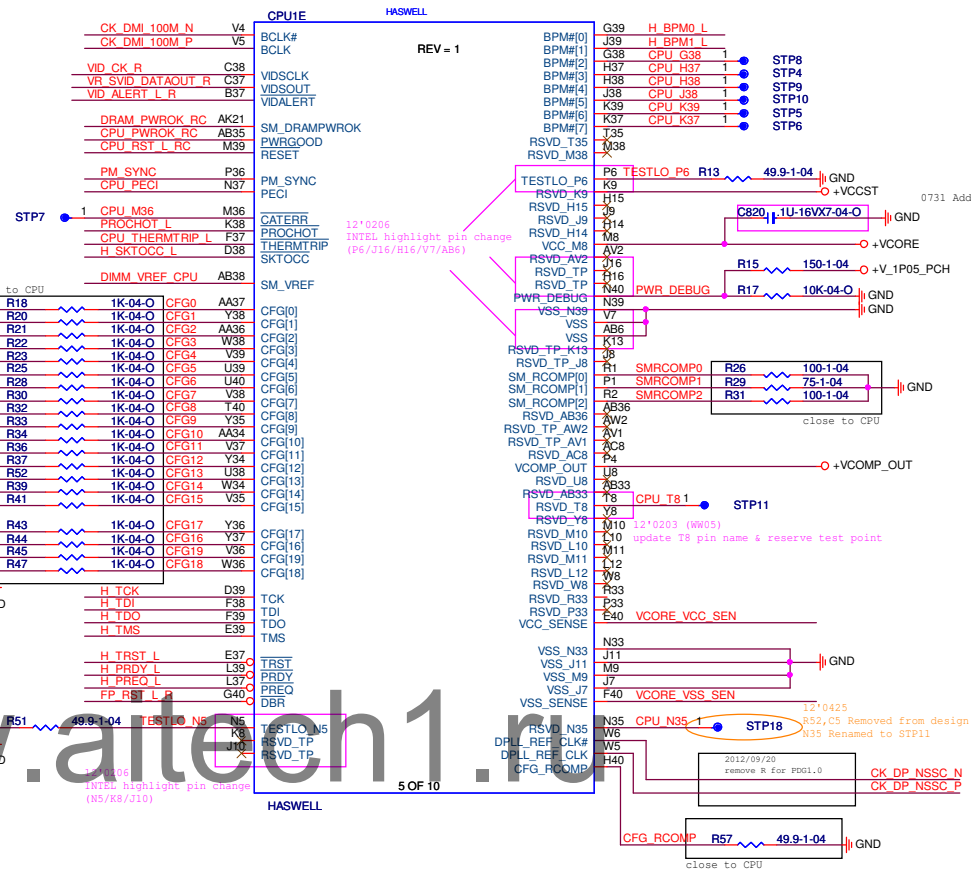 CPU1E
HASWELL
REV = 1
CK_DMI_100M_N V4 BCLK#
CK_DMI_100M_P V5 BCLK
VID_CK_R C38 VIDSCLK
VR_SVID_DATAOUT_R C37 VIDSOUT
VID_ALERT_L_R B37 VIDALERT
DRAM_PWROK_RC AK21 SM_DRAMPWROK
CPU_PWROK_RC AB35 PWRGOOD
CPU_RST_L_RC M39 RESET
PM_SYNC P36 PM_SYNC
CPU_PECI N37 PECI
STP7 1 CPU_M36 M36 CATERR
PROCHOT_L K38 PROCHOT
CPU_THERMTRIP_L F37 THERMTRIP
H_SKTOCC_L D38 SKTOCC
DIMM_VREF_CPU AB38 SM_VREF
to CPU
R18 1K-04-O CFG0 AA37 CFG[0]
R20 1K-04-O CFG1 Y38 CFG[1]
R21 1K-04-O CFG2 AA36 CFG[2]
R22 1K-04-O CFG3 W38 CFG[3]
R23 1K-04-O CFG4 V39 CFG[4]
R25 1K-04-O CFG5 U39 CFG[5]
R28 1K-04-O CFG6 U40 CFG[6]
R30 1K-04-O CFG7 V38 CFG[7]
R32 1K-04-O CFG8 T40 CFG[8]
R33 1K-04-O CFG9 Y35 CFG[9]
R34 1K-04-O CFG10 AA34 CFG[10]
R36 1K-04-O CFG11 V37 CFG[11]
R37 1K-04-O CFG12 Y34 CFG[12]
R52 1K-04-O CFG13 U38 CFG[13]
R39 1K-04-O CFG14 W34 CFG[14]
R41 1K-04-O CFG15 V35 CFG[15]
R43 1K-04-O CFG17 Y36 CFG[17]
R44 1K-04-O CFG16 Y37 CFG[16]
R45 1K-04-O CFG19 V36 CFG[19]
R47 1K-04-O CFG18 W36 CFG[18]
H_TCK D39 TCK
H_TDI F38 TDI
H_TDO F39 TDO
H_TMS E39 TMS
H_TRST_L E37 TRST
H_PRDY_L L39 PRDY
H_PREQ_L L37 PREQ
FP_RST_L_R G40 DBR
R51 49.9-1-04 TESTLO_N5 N5 TESTLO_N5
K8 RSVD_TP
J10 RSVD_TP
12'0206
INTEL highlight pin change
(N5/K8/J10)
5 OF 10
HASWELL
12'0206
INTEL highlight pin change
(P6/J16/H16/V7/AB6)
BPM#[0] G39 H_BPM0_L
BPM#[1] J39 H_BPM1_L
BPM#[2] G38 CPU_G38 1 STP8
BPM#[3] H37 CPU_H37 1 STP4
BPM#[4] H38 CPU_H38 1 STP9
BPM#[5] J38 CPU_J38 1 STP10
BPM#[6] K39 CPU_K39 1 STP5
BPM#[7] K37 CPU_K37 1 STP6
RSVD_T35 T35
RSVD_M38 M38
TESTLO_P6 P6 TESTLO_P6 R13 49.9-1-04 GND
RSVD_K9 K9 +VCCST
RSVD_H15 H15
0731 Add
RSVD_J9 J9 C820 .1U-16VX7-04-O GND
RSVD_H14 H14
VCC_M8 M8 +VCORE
RSVD_AV2 AV2
RSVD_TP J16 R15 150-1-04 +V_1P05_PCH
RSVD_TP H16
PWR_DEBUG N40 PWR_DEBUG R17 10K-04-O GND
VSS_N39 N39 GND
VSS V7
VSS AB6
RSVD_TP_K13 K13
RSVD_TP_J8 J8
SM_RCOMP[0] R1 SMRCOMP0 R26 100-1-04
SM_RCOMP[1] P1 SMRCOMP1 R29 75-1-04 GND
SM_RCOMP[2] R2 SMRCOMP2 R31 100-1-04
close to CPU
RSVD_AB36 AB36
RSVD_TP_AW2 AW2
RSVD_TP_AV1 AV1
RSVD_AC8 AC8
VCOMP_OUT P4 +VCOMP_OUT
RSVD_U8 U8
RSVD_AB33 AB33
RSVD_T8 T8 CPU_T8 1 STP11
RSVD_Y8 Y8
12'0203 (WW05)
update T8 pin name & reserve test point
RSVD_M10 M10
RSVD_L10 L10
RSVD_M11 M11
RSVD_L12 L12
RSVD_W8 W8
RSVD_R33 R33
RSVD_P33 P33
VCC_SENSE E40 VCORE_VCC_SEN
VSS_N33 N33
VSS_J11 J11 GND
VSS_M9 M9
VSS_J7 J7
VSS_SENSE F40 VCORE_VSS_SEN
12'0425
R52,C5 Removed from design
N35 Renamed to STP11
RSVD_N35 N35 CPU_N35 1 STP18
DPLL_REF_CLK# W6 CK_DP_NSSC_N
DPLL_REF_CLK W5 CK_DP_NSSC_P
2012/09/20
remove R for PDG1.0
CFG_RCOMP H40 CFG_RCOMP R57 49.9-1-04 GND
close to CPU
.aitech1.ru